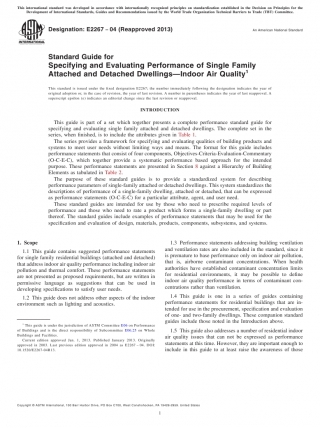 This international standard was developed in accordance with internationally recognized principles on standardization established in the Decision on Principles for the
Development of International Standards, Guides and Recommendations issued by the World Trade Organization Technical Barriers to Trade (TBT) Committee.
Designation: E2267 - 04 (Reapproved 2013)
An American National Standard
Standard Guide for
Specifying and Evaluating Performance of Single Family
Attached and Detached Dwellings—Indoor Air Quality¹
This standard is issued under the fixed designation E2267; the number immediately following the designation indicates the year of
original adoption or, in the case of revision, the year of last revision. A number in parentheses indicates the year of last reapproval. A
superscript epsilon (ε) indicates an editorial change since the last revision or reapproval.
INTRODUCTION
This guide is part of a set which together presents a complete performance standard for
specifying and evaluating single family attached and detached dwellings. The complete set in the
series, when finished, is to include the attributes given in Table 1.
The series provides a framework for specifying and evaluating qualities of building products and
systems to meet user needs without limiting ways and means. The format for this guide includes
performance statements that consist of four components, Objectives-Criteria-Evaluation-Commentary
(O-C-E-C), which together provide a systematic performance based approach for the intended
purpose. These performance statements are presented in Section 8 against a Hierarchy of Building
Elements as tabulated in Table 2.
The purpose of these standard guides is to provide a standardized system for describing
performance parameters of single-family attached or detached dwellings. This system standardizes the
descriptions of performance of a single-family dwelling, attached or detached, that can be expressed
as performance statements (O-C-E-C) for a particular attribute, agent, and user need.
These standard guides are intended for use by those who need to prescribe required levels of
performance and those who need to rate a product which forms a single-family dwelling or part
thereof. The standard guides include examples of performance statements that may be used for the
specification and evaluation of design, materials, products, components, subsystems, and systems.
1. Scope
1.1 This guide contains suggested performance statements
for single family residential buildings (attached and detached)
that address indoor air quality performance including indoor air
pollution and thermal comfort. These performance statements
are not presented as proposed requirements, but are written in
permissive language as suggestions that can be used in
developing specifications to satisfy user needs.
1.2 This guide does not address other aspects of the indoor
environment such as lighting and acoustics.
¹ This guide is under the jurisdiction of ASTM Committee E06 on Performance
of Buildings and is the direct responsibility of Subcommittee E06.25 on Whole
Buildings and Facilities.
Current edition approved Jan. 1, 2013. Published January 2013. Originally
approved in 2003. Last previous edition approved in 2004 as E2267 – 04. DOI:
10.1520/E2267-04R13.
1.3 Performance statements addressing building ventilation
and ventilation rates are also included in the standard, since it
is premature to base performance only on indoor air pollution,
that is, airborne contamination concentrations. When health
authorities have established contaminant concentration limits
for residential environments, it may be possible to define
indoor air quality performance in terms of contaminant con-
centrations rather than ventilation.
1.4 This guide is one in a series of guides containing
performance statements for residential buildings that are in-
tended for use in the procurement, specification and evaluation
of one- and two-family dwellings. These companion standard
guides include those noted in the Introduction above.
1.5 This guide also addresses a number of residential indoor
air quality issues that can not be expressed as performance
statements at this time. However, they are important enough to
include in this guide to at least raise the awareness of those
Copyright © ASTM International, 100 Barr Harbor Drive, PO Box C700, West Conshohocken, PA 19428-2959. United States
1